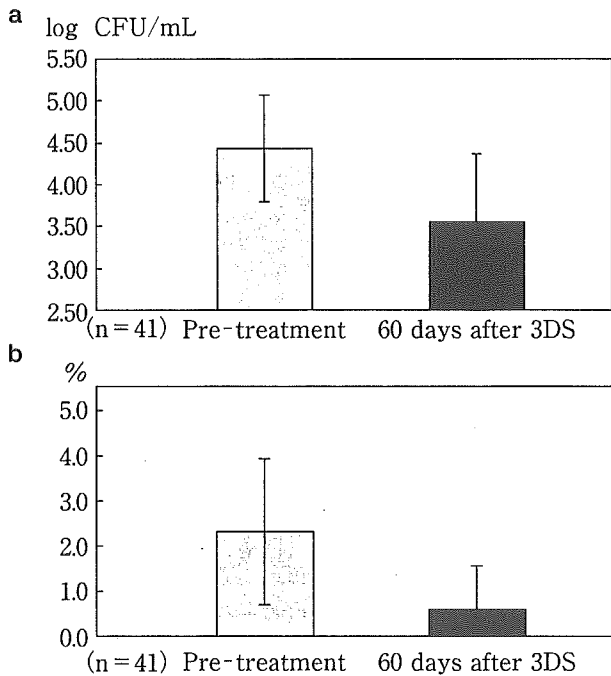 a
log CFU/mL
5.50
5.00
4.50
4.00
3.50
3.00
2.50
(n=41) Pre-treatment 60 days after 3DS
b
%
5.0
4.0
3.0
2.0
1.0
0.0
(n=41) Pre-treatment 60 days after 3DS